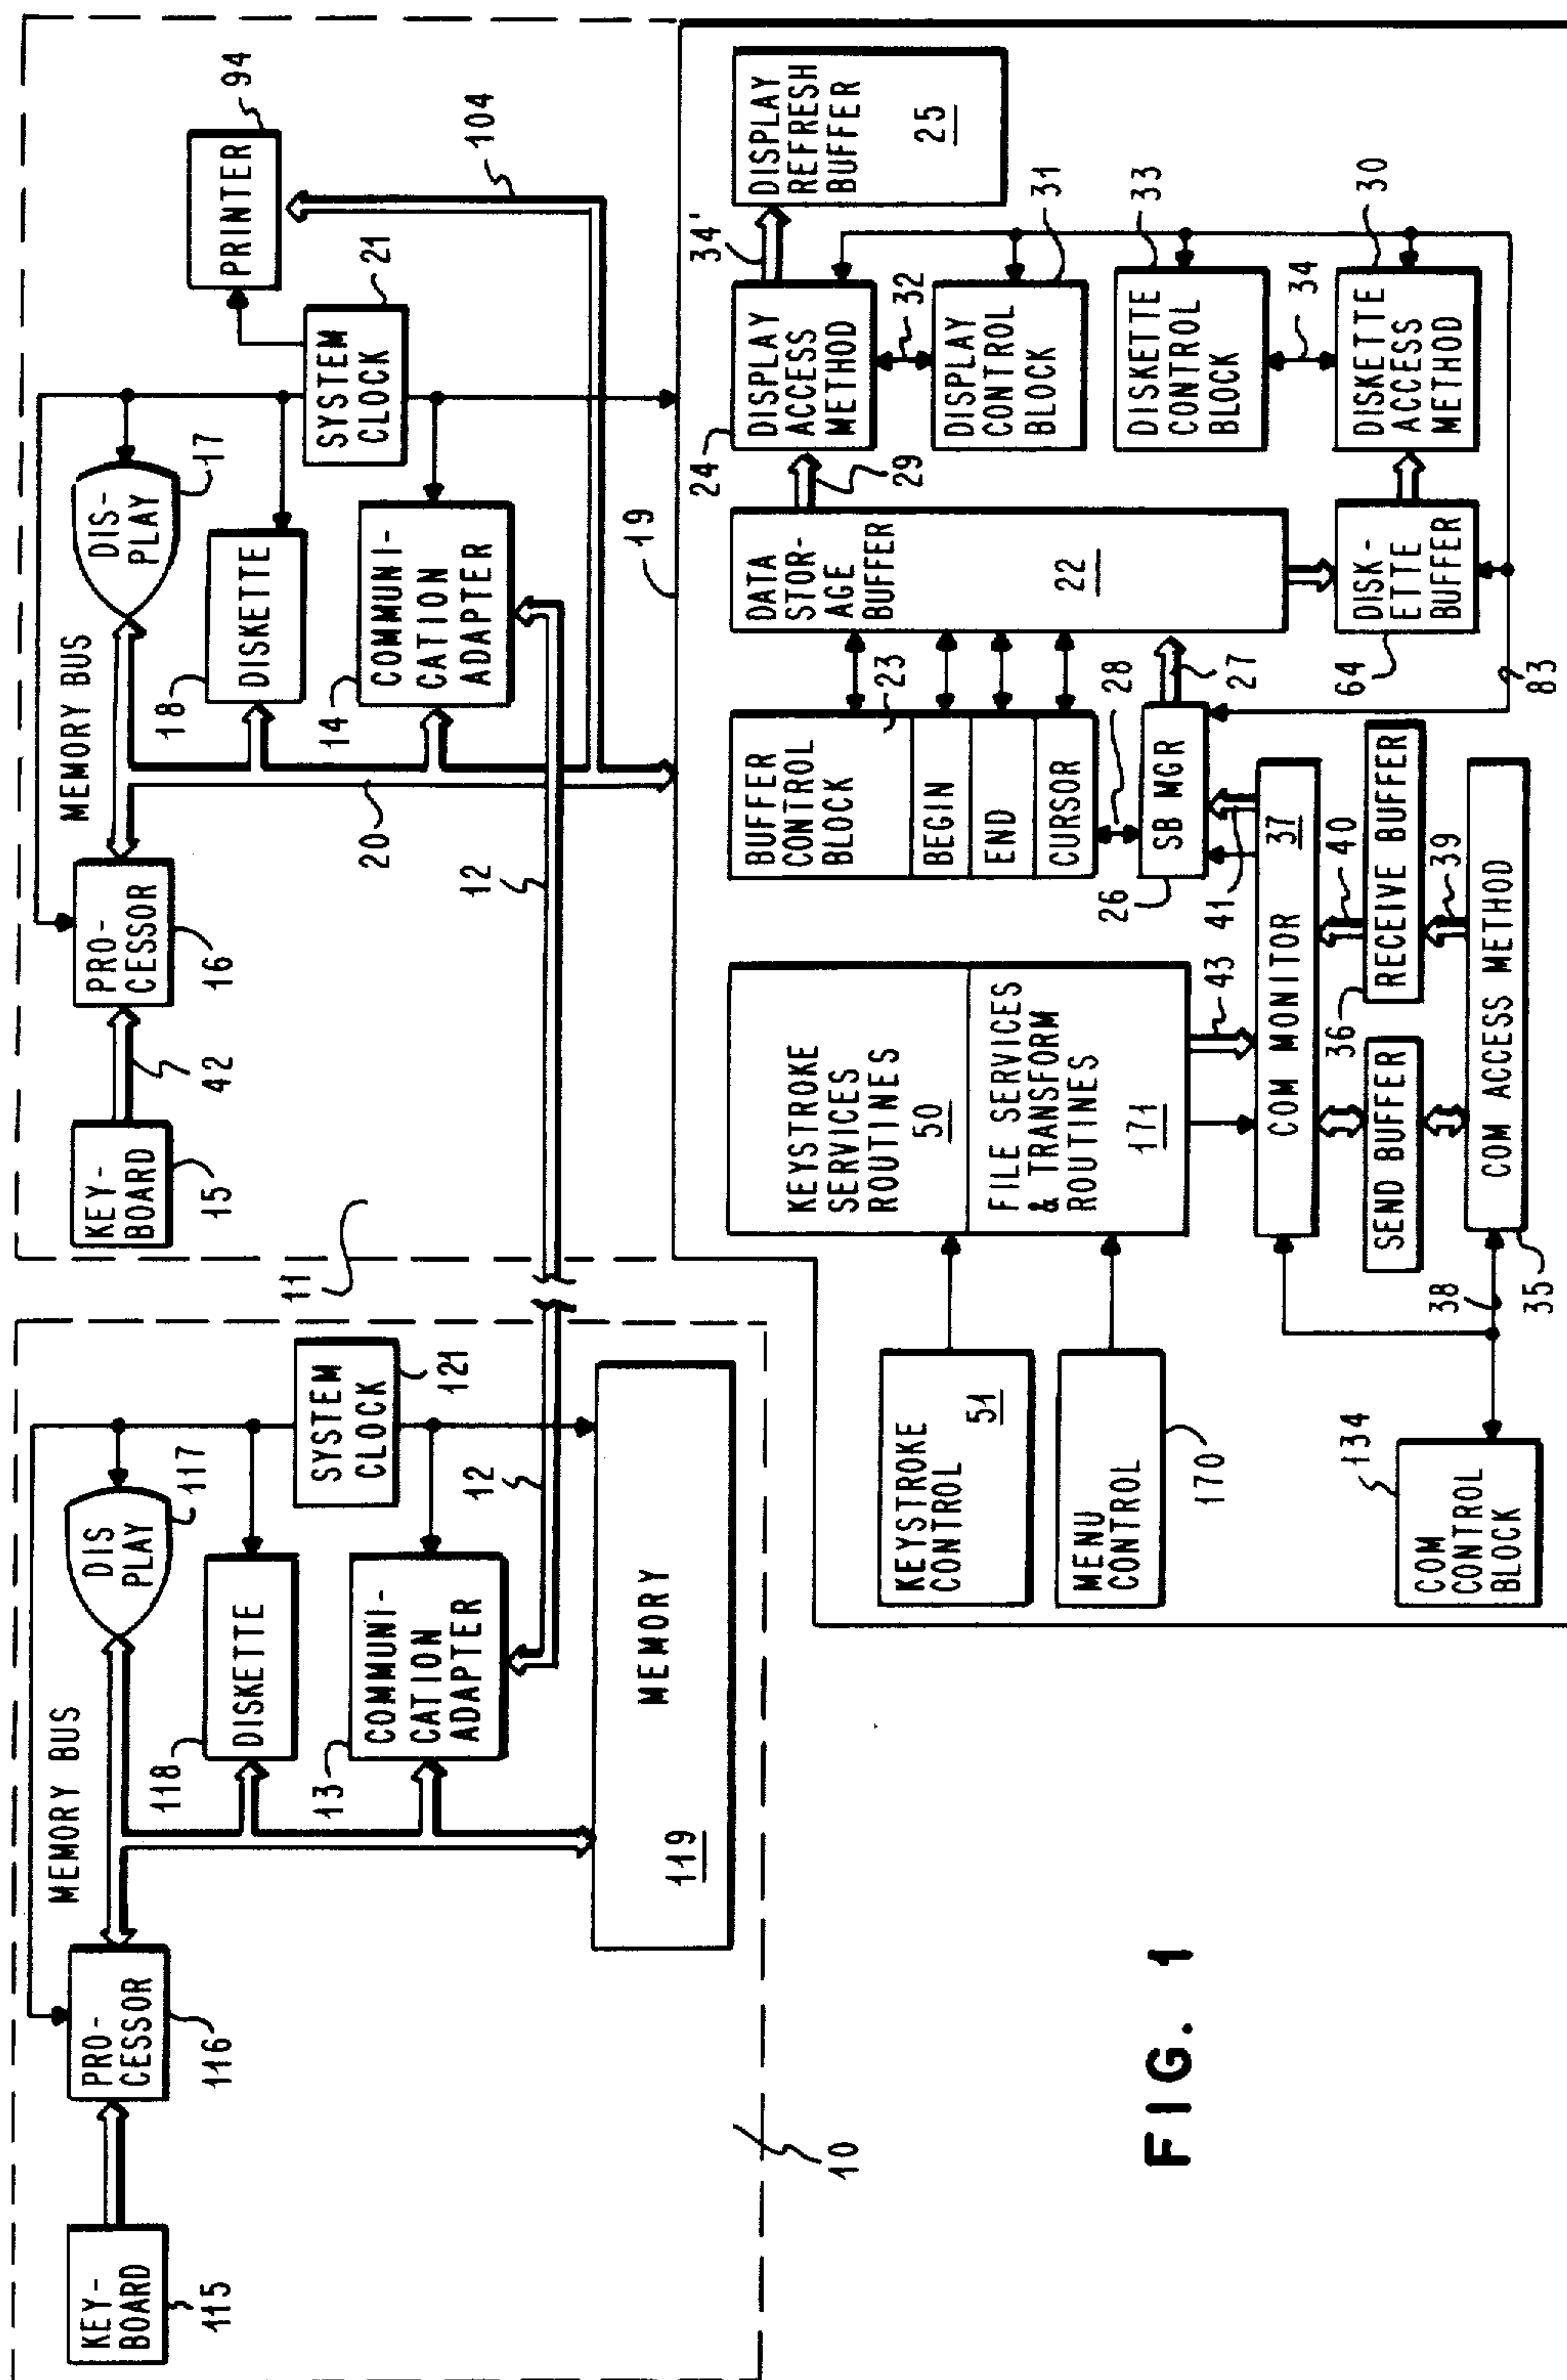 MEMORY BUS
KEY-
BOARD
115
PRO-
CESSOR
116
DIS
PLAY
117
DISKETTE
118
SYSTEM
CLOCK
121
COMMUNI-
CATION
ADAPTER
13
12
MEMORY
119
10
11
MEMORY BUS
KEY-
BOARD
15
42
PRO-
CESSOR
16
DIS-
PLAY
17
DISKETTE
18
SYSTEM
CLOCK
21
PRINTER
94
104
COMMUNI-
CATION
ADAPTER
14
20
12
19
KEYSTROKE
CONTROL
51
MENU
CONTROL
170
COM
CONTROL
BLOCK
134
KEYSTROKE
SERVICES
ROUTINES
50
FILE SERVICES
& TRANSFORM
ROUTINES
171
43
COM MONITOR
37
SEND BUFFER
36
RECEIVE BUFFER
40
39
COM ACCESS METHOD
38
35
BUFFER
CONTROL
BLOCK
23
BEGIN
END
CURSOR
28
SB MGR
26
41
27
DATA
STOR-
AGE
BUFFER
22
29
24
DISPLAY
ACCESS
METHOD
34'
DISPLAY
REFRESH
BUFFER
25
32
DISPLAY
CONTROL
BLOCK
31
DISKETTE
CONTROL
BLOCK
33
34
DISKETTE
ACCESS
METHOD
30
DISK-
ETTE
BUFFER
64
83
FIG. 1